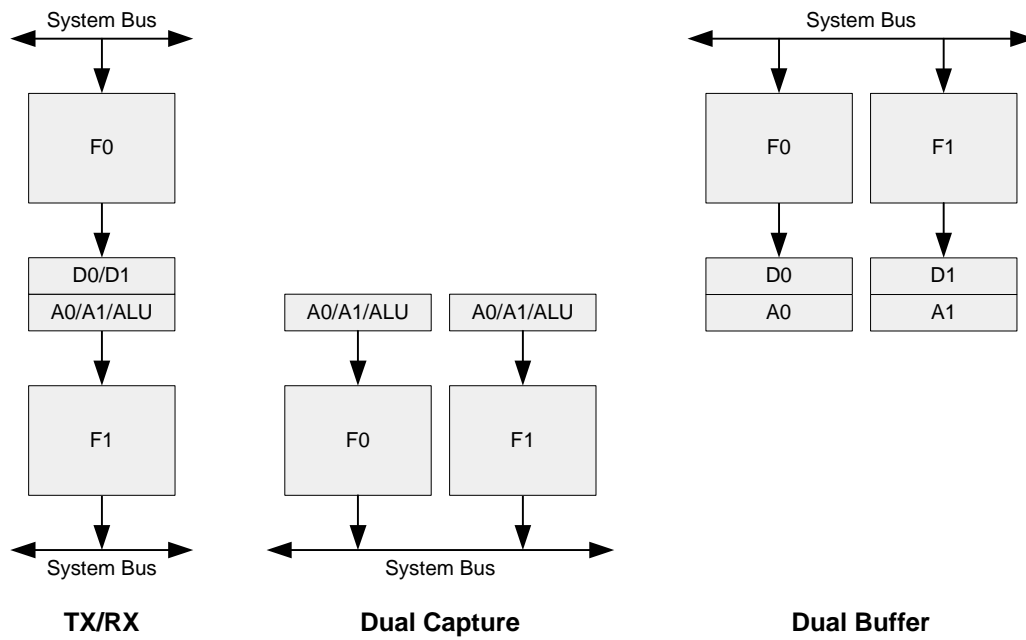 System Bus
System Bus
F0
F0
F1
D0/D1
D0
D1
A0/A1/ALU
A0/A1/ALU
A0/A1/ALU
A0
A1
F1
F0
F1
System Bus
System Bus
TX/RX
Dual Capture
Dual Buffer